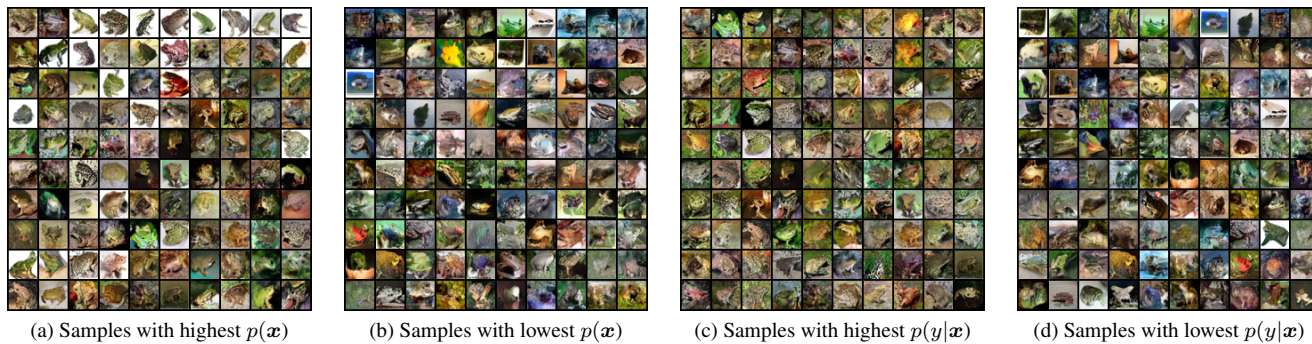 (a) Samples with highest p(x)
(b) Samples with lowest p(x)
(c) Samples with highest p(y|x)
(d) Samples with lowest p(y|x)